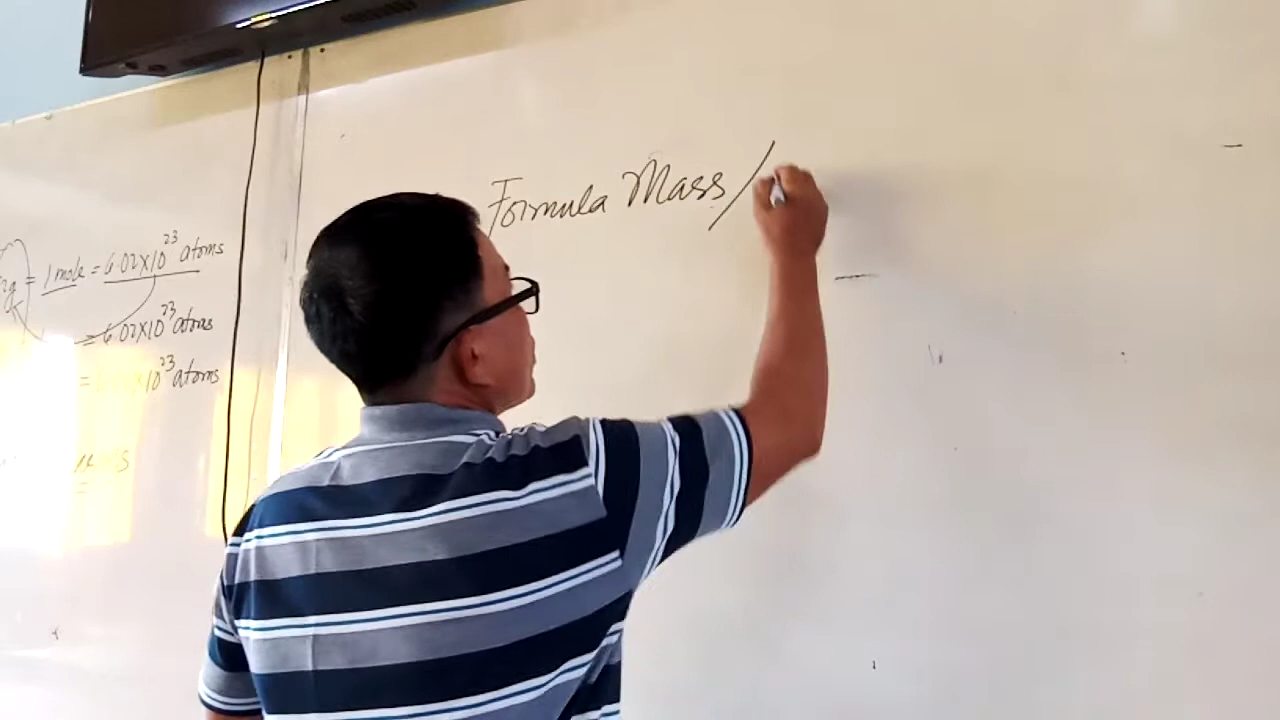 Formula Mass /
g = 1 mole = 6.02x10²³ atoms
= 6.02x10²³ atoms
= x10²³ atoms